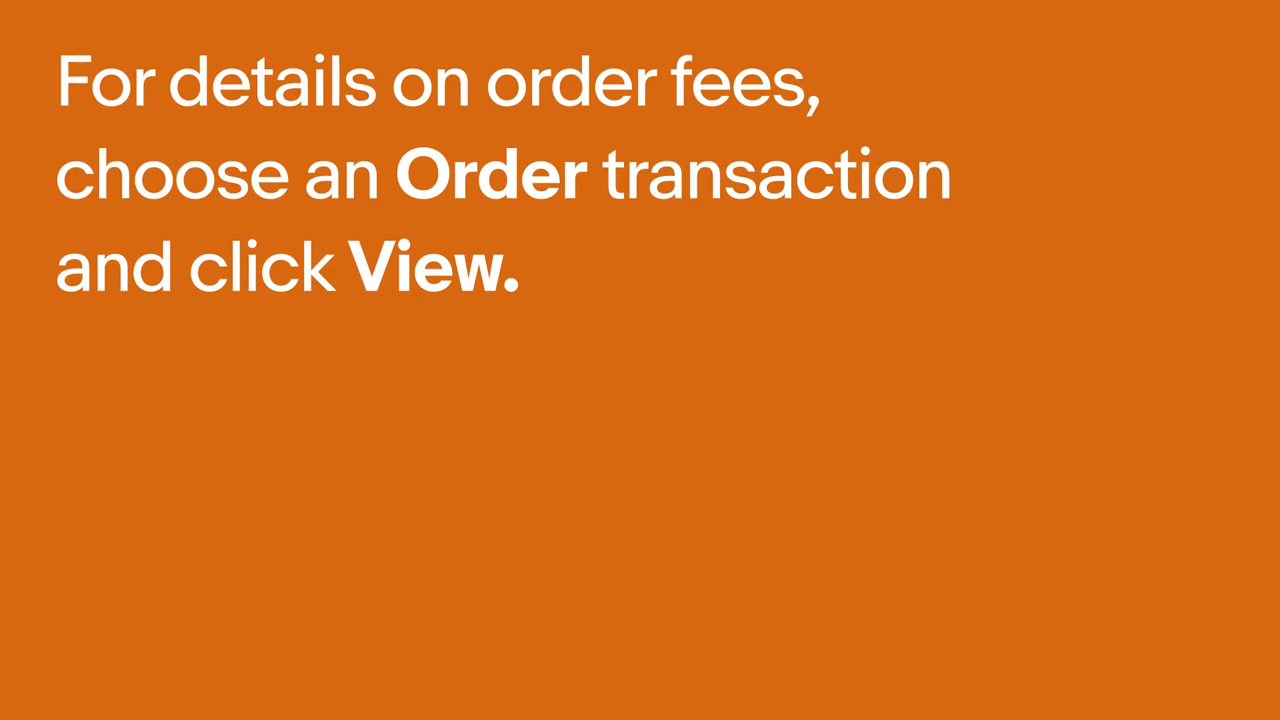 For details on order fees,
choose an Order transaction
and click View.